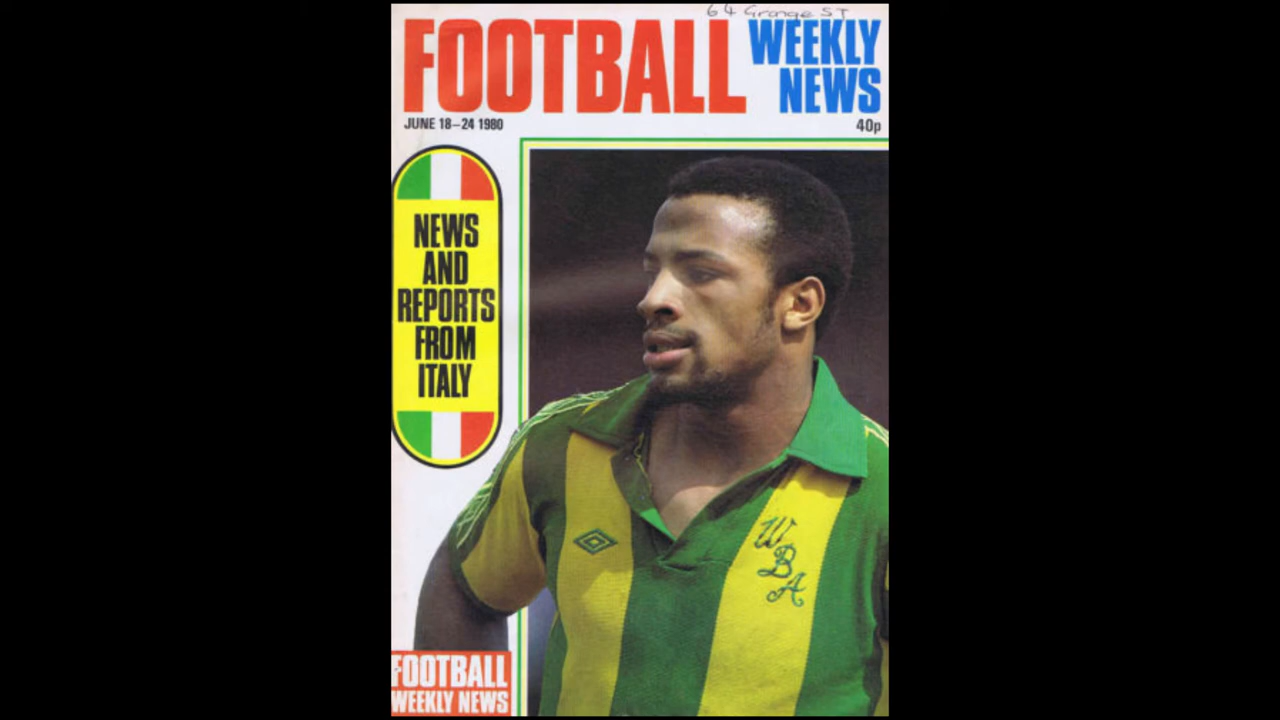 64 Grange ST
FOOTBALL
WEEKLY
NEWS
JUNE 18–24 1980
40p
NEWS
AND
REPORTS
FROM
ITALY
W
B
A
FOOTBALL
WEEKLY NEWS